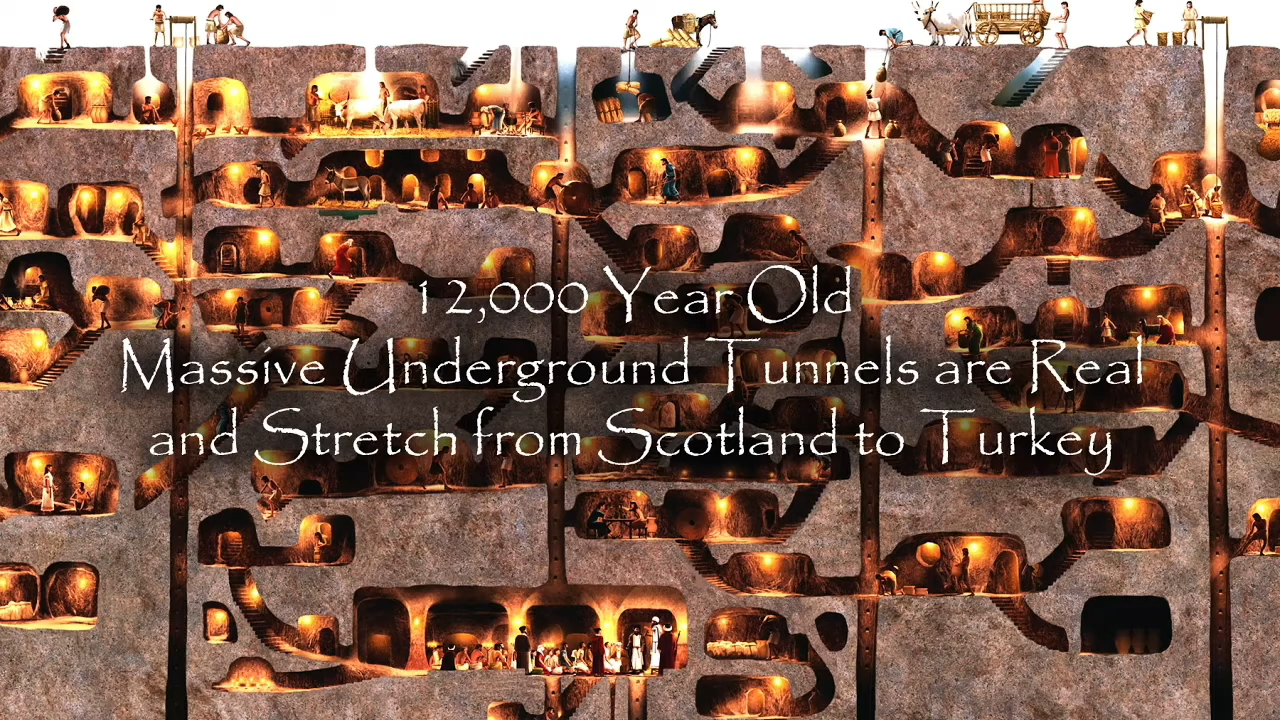 12,000 Year Old
Massive Underground Tunnels are Real
and Stretch from Scotland to Turkey